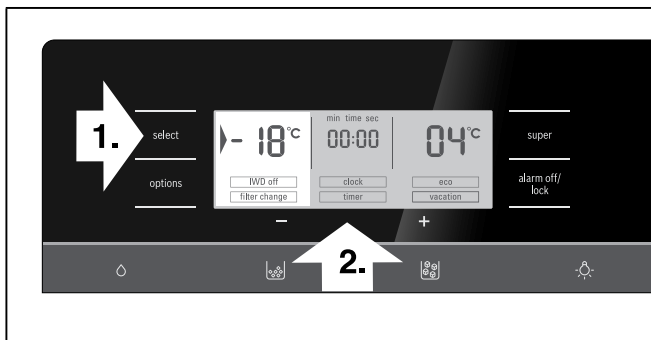 min time sec
1. select - 18°C 00:00 04°C super
options IWD off clock eco alarm off/
filter change timer vacation lock
- +
2.